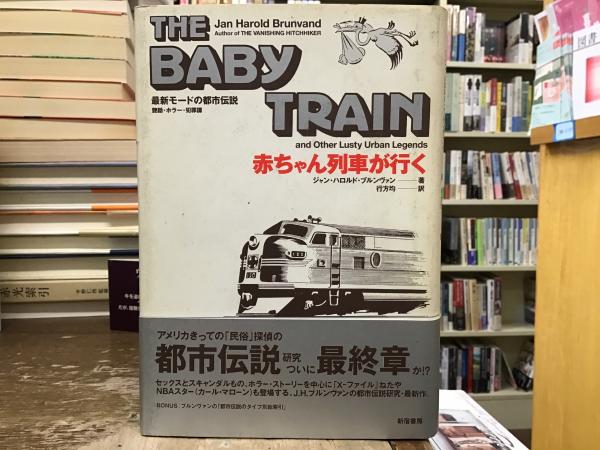 THE
Jan Harold Brunvand
Author of THE VANISHING HITCHHIKER
BABY
最新モードの都市伝説
艶話・ホラー・犯罪譚
TRAIN
and Other Lusty Urban Legends
赤ちゃん列車が行く
ジャン・ハロルド・ブルンヴァン──著
行方均──訳
アメリカきっての「民俗」探偵の
都市伝説研究ついに最終章か!?
セックスとスキャンダルもの、ホラー・ストーリーを中心に「X-ファイル」ねたや
NBAスター(カール・マローン)も登場する、J.H.ブルンヴァンの都市伝説研究・最新作。
BONUS:ブルンヴァンの「都市伝説のタイプ別総索引」
新宿書房
赤光索引
図書